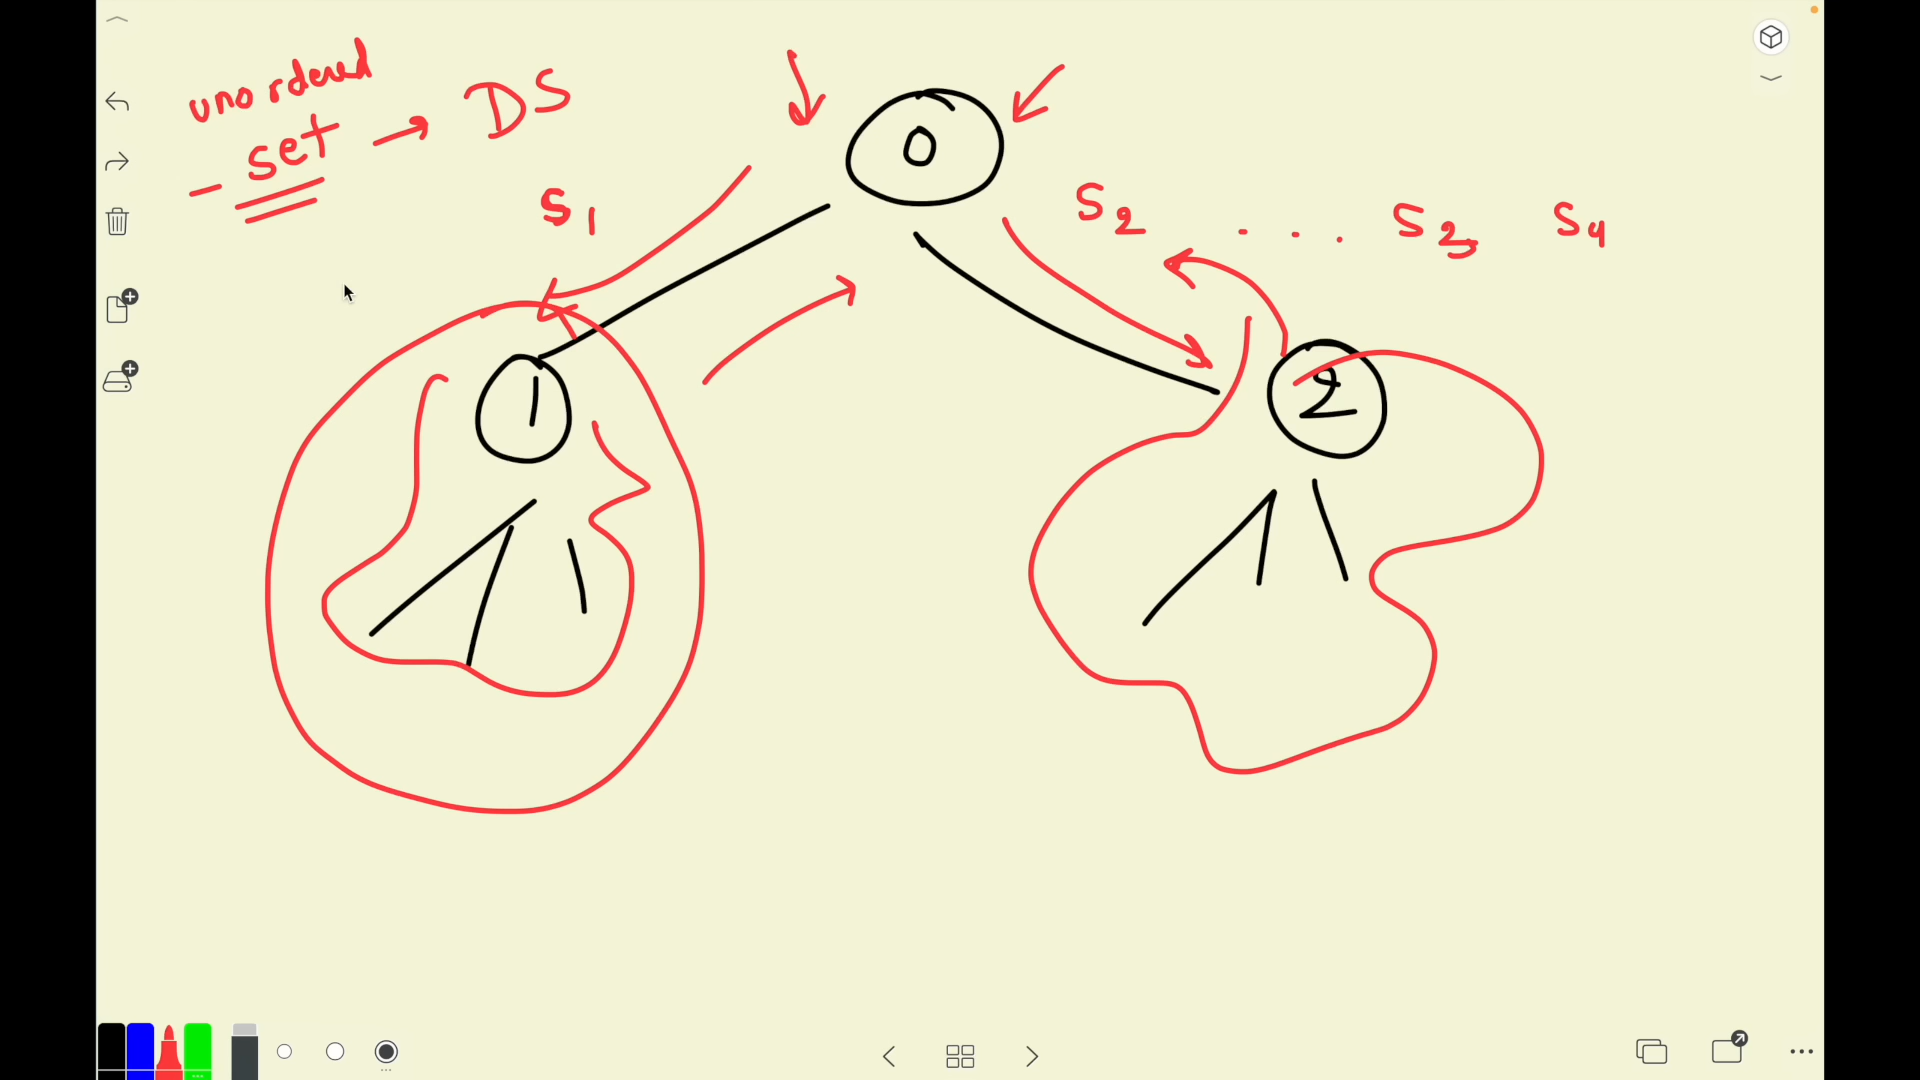 unordered
- set → DS
0
S1 S2 . . . S3 S4
1 2